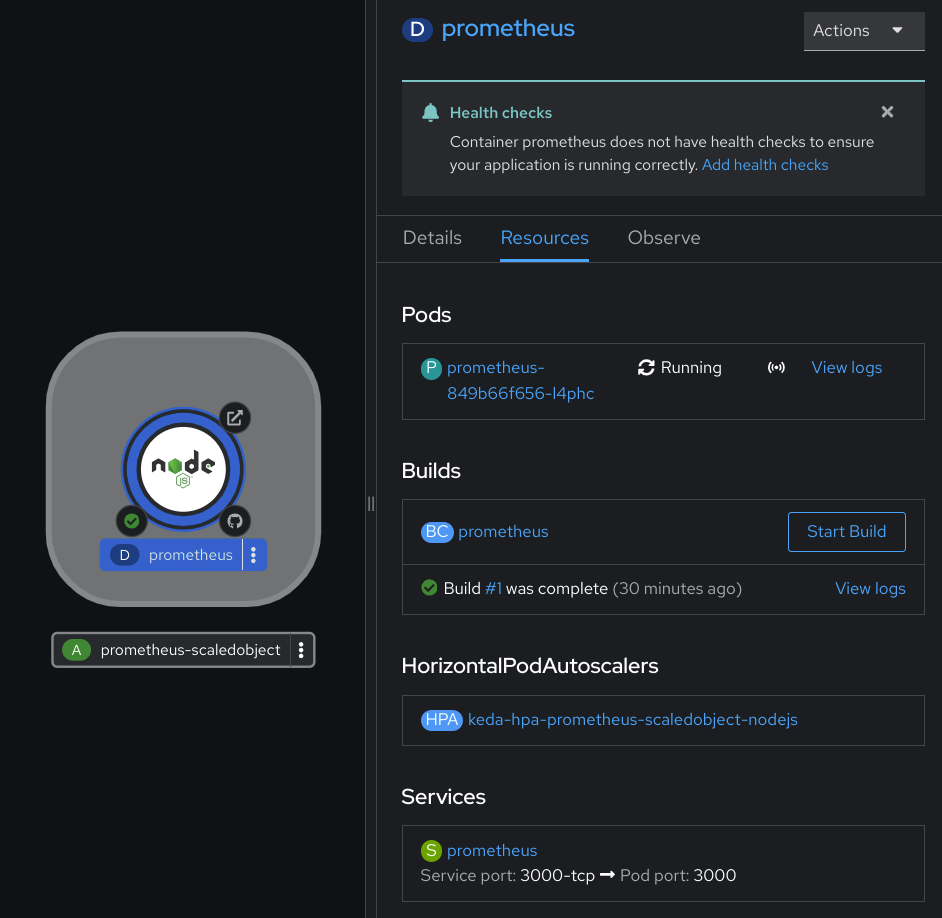 D prometheus
Actions
Health checks
Container prometheus does not have health checks to ensure
your application is running correctly. Add health checks
Details Resources Observe
Pods
P prometheus-
849b66f656-l4phc
Running
View logs
Builds
BC prometheus
Start Build
Build #1 was complete (30 minutes ago)
View logs
HorizontalPodAutoscalers
HPA keda-hpa-prometheus-scaledobject-nodejs
Services
S prometheus
Service port: 3000-tcp → Pod port: 3000
node
JS
D prometheus
A prometheus-scaledobject